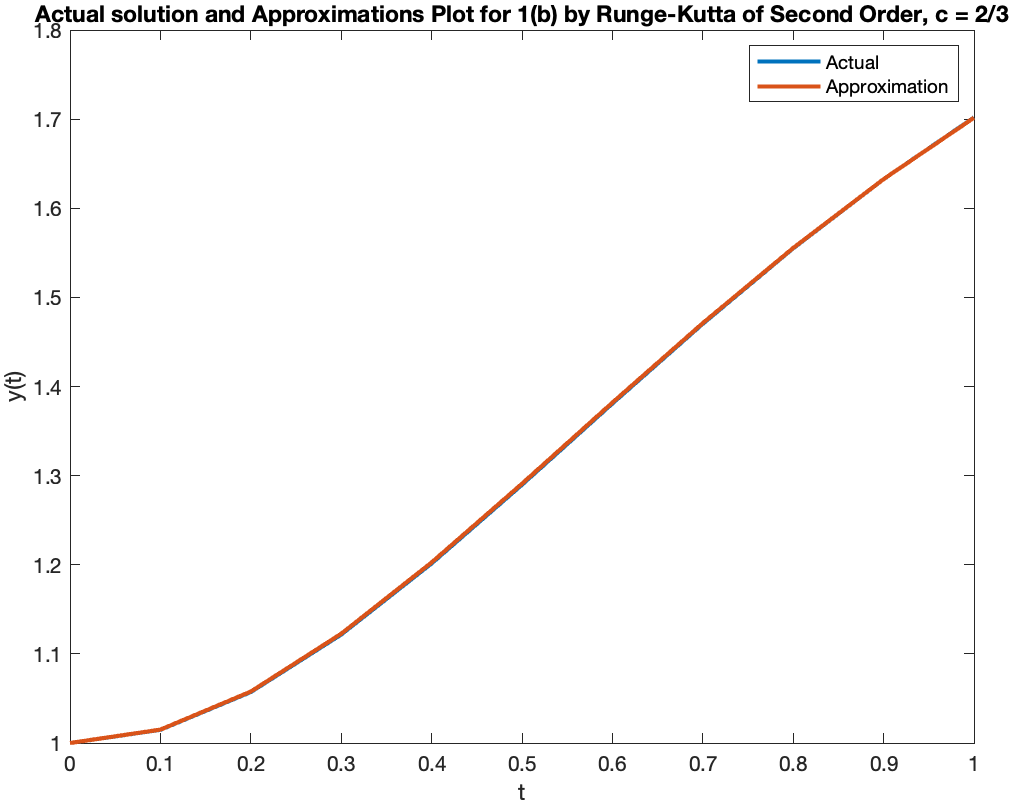 Actual solution and Approximations Plot for 1(b) by Runge-Kutta of Second Order, c = 2/3
Actual
Approximation
1.8
1.7
1.6
1.5
1.4
1.3
1.2
1.1
1
y(t)
0 0.1 0.2 0.3 0.4 0.5 0.6 0.7 0.8 0.9 1
t